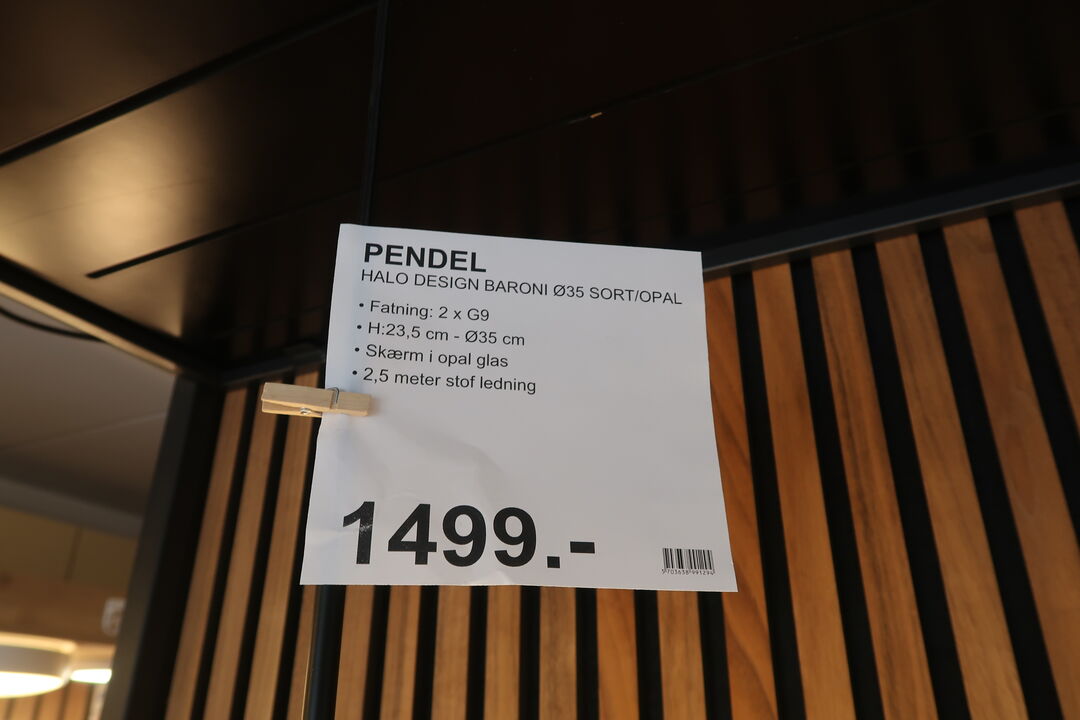 PENDEL
HALO DESIGN BARONI Ø35 SORT/OPAL
• Fatning: 2 x G9
• H:23,5 cm - Ø35 cm
• Skærm i opal glas
• 2,5 meter stof ledning
1499.-
5703638991294